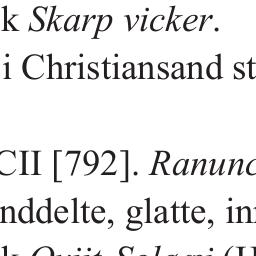 k Skarp vicker.
i Christiansand st
CII [792]. Ranunc
nddelte, glatte, in